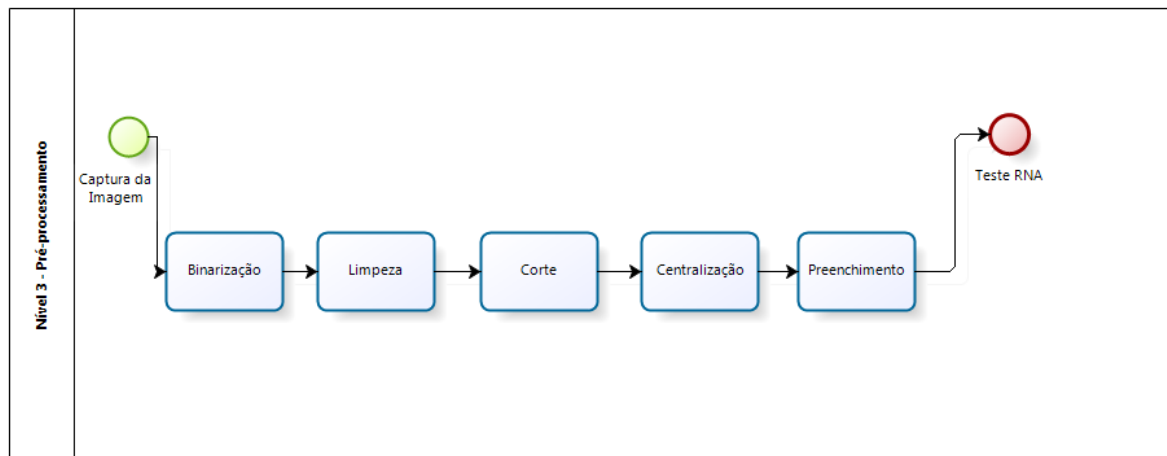 Nível 3 - Pré-processamento
Captura da
Imagem
Teste RNA
Binarização
Limpeza
Corte
Centralização
Preenchimento